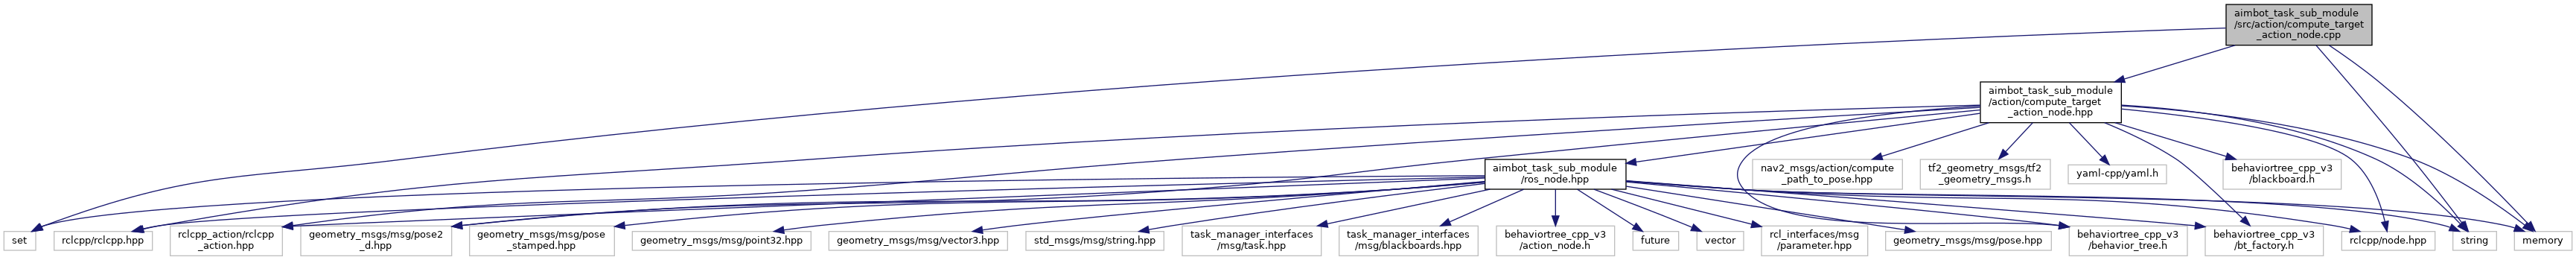 aimbot_task_sub_module
/src/action/compute_target
_action_node.cpp
aimbot_task_sub_module
/action/compute_target
_action_node.hpp
aimbot_task_sub_module
/ros_node.hpp
nav2_msgs/action/compute
_path_to_pose.hpp
tf2_geometry_msgs/tf2
_geometry_msgs.h
yaml-cpp/yaml.h
behaviortree_cpp_v3
/blackboard.h
set
rclcpp/rclcpp.hpp
rclcpp_action/rclcpp
_action.hpp
geometry_msgs/msg/pose2
_d.hpp
geometry_msgs/msg/pose
_stamped.hpp
geometry_msgs/msg/point32.hpp
geometry_msgs/msg/vector3.hpp
std_msgs/msg/string.hpp
task_manager_interfaces
/msg/task.hpp
task_manager_interfaces
/msg/blackboards.hpp
behaviortree_cpp_v3
/action_node.h
future
vector
rcl_interfaces/msg
/parameter.hpp
geometry_msgs/msg/pose.hpp
behaviortree_cpp_v3
/behavior_tree.h
behaviortree_cpp_v3
/bt_factory.h
rclcpp/node.hpp
string
memory